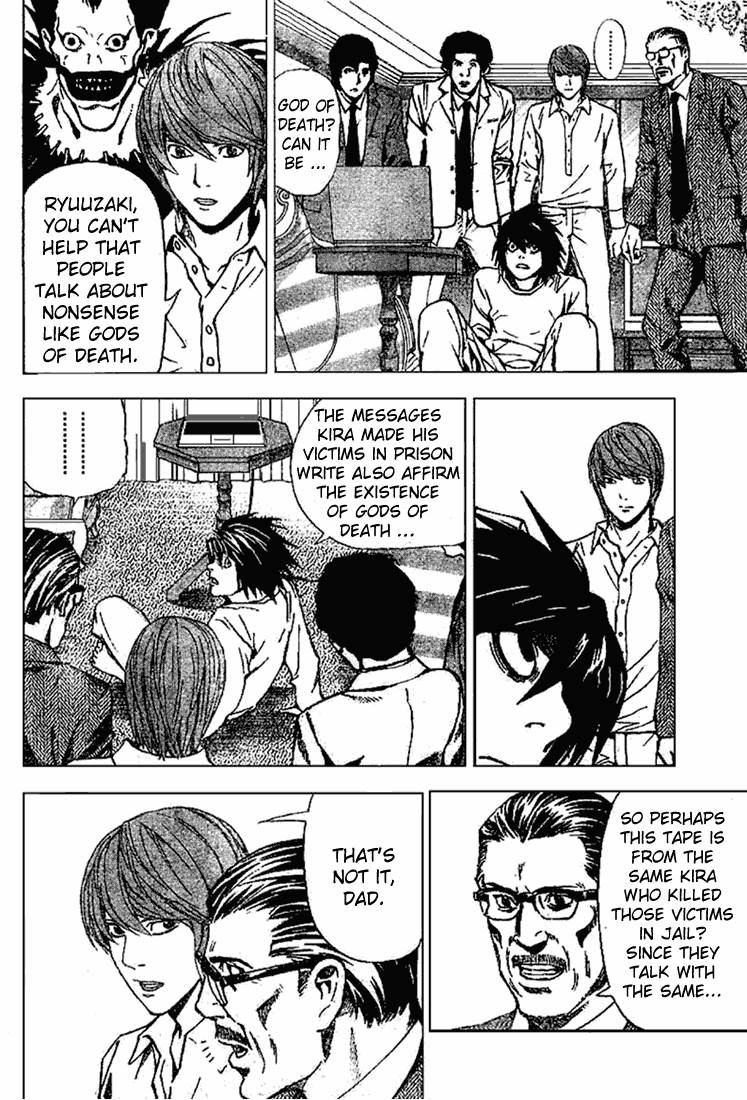 ......
GOD OF
DEATH?
CAN IT
BE ...
RYUUZAKI,
YOU CAN'T
HELP THAT
PEOPLE
TALK ABOUT
NONSENSE
LIKE GODS
OF DEATH.
THE MESSAGES
KIRA MADE HIS
VICTIMS IN PRISON
WRITE ALSO AFFIRM
THE EXISTENCE
OF GODS OF
DEATH ...
......
SO PERHAPS
THIS TAPE IS
FROM THE
SAME KIRA
WHO KILLED
THOSE VICTIMS
IN JAIL?
SINCE THEY
TALK WITH
THE SAME...
THAT'S
NOT IT,
DAD.